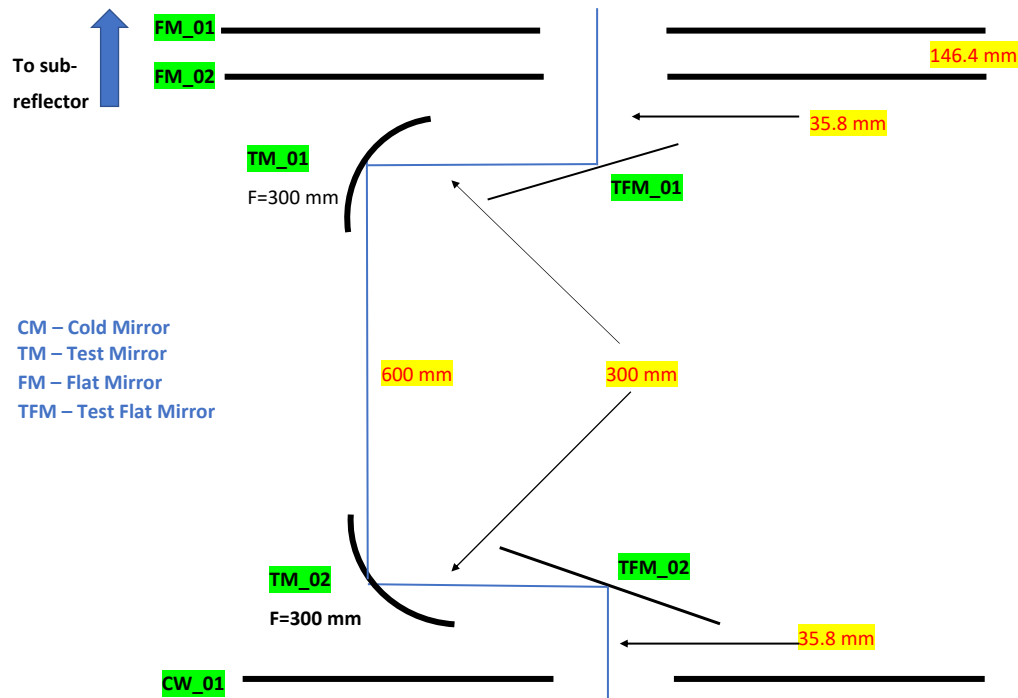 FM_01
To sub-
reflector
146.4 mm
FM_02
35.8 mm
TM_01
F=300 mm
TFM_01
CM – Cold Mirror
TM – Test Mirror
FM – Flat Mirror
TFM – Test Flat Mirror
600 mm
300 mm
TFM_02
TM_02
F=300 mm
35.8 mm
CW_01